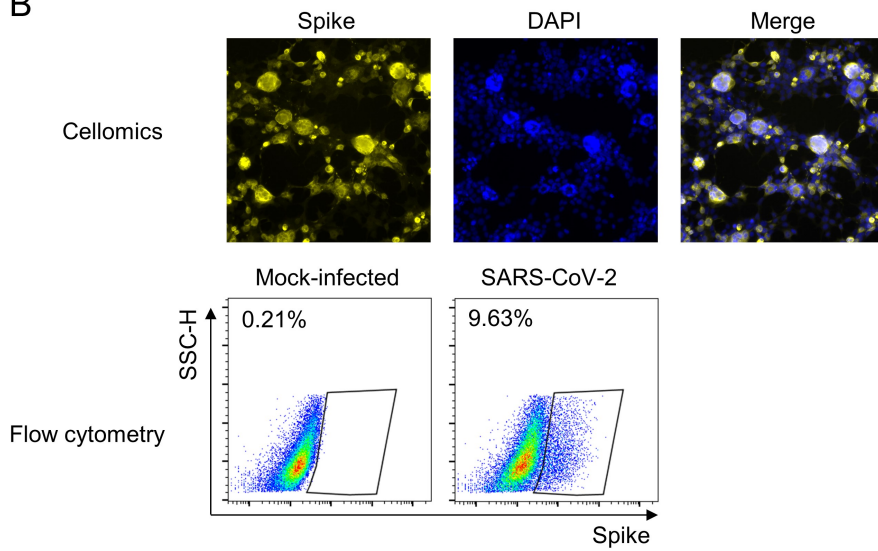 B
Spike DAPI Merge
Cellomics
Mock-infected SARS-CoV-2
SSC-H
0.21% 9.63%
Flow cytometry
Spike